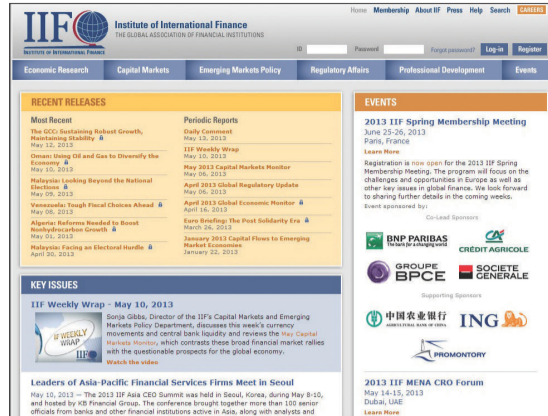 Home Membership About IIF Press Help Search CAREERS
IIF
INSTITUTE OF INTERNATIONAL FINANCE
Institute of International Finance
THE GLOBAL ASSOCIATION OF FINANCIAL INSTITUTIONS
ID Password Forgot password? Log-in Register
Economic Research Capital Markets Emerging Markets Policy Regulatory Affairs Professional Development Events
RECENT RELEASES
Most Recent
The GCC: Sustaining Robust Growth,
Maintaining Stability
May 12, 2013
Oman: Using Oil and Gas to Diversify the
Economy
May 10, 2013
Malaysia: Looking Beyond the National
Elections
May 09, 2013
Venezuela: Tough Fiscal Choices Ahead
May 08, 2013
Algeria: Reforms Needed to Boost
Nonhydrocarbon Growth
May 01, 2013
Malaysia: Facing an Electoral Hurdle
April 30, 2013
Periodic Reports
Daily Comment
May 13, 2013
IIF Weekly Wrap
May 10, 2013
May 2013 Capital Markets Monitor
May 06, 2013
April 2013 Global Regulatory Update
May 06, 2013
April 2013 Global Economic Monitor
April 16, 2013
Euro Briefing: The Post Solidarity Era
March 26, 2013
January 2013 Capital Flows to Emerging
Market Economies
January 22, 2013
KEY ISSUES
IIF Weekly Wrap - May 10, 2013
WEEKLY
WRAP
IIF
Sonja Gibbs, Director of the IIF's Capital Markets and Emerging
Markets Policy Department, discusses this week's currency
movements and central bank liquidity and reviews the May Capital
Markets Monitor, which contrasts these broad financial market rallies
with the questionable prospects for the global economy.
Watch the video
Leaders of Asia-Pacific Financial Services Firms Meet in Seoul
May 10, 2013 — The 2013 IIF Asia CEO Summit was held in Seoul, Korea, during May 8-10,
and hosted by KB Financial Group. The conference brought together more than 100 senior
officials from banks and other financial institutions active in Asia, along with analysts and
EVENTS
2013 IIF Spring Membership Meeting
June 25-26, 2013
Paris, France
Learn More
Registration is now open for the 2013 IIF Spring
Membership Meeting. The program will focus on the
challenges and opportunities in Europe as well as
other key issues in global finance. We look forward
to sharing further details in the coming weeks.
Event sponsored by:
Co-Lead Sponsors
BNP PARIBAS
The bank for a changing world
CRÉDIT AGRICOLE
GROUPE
BPCE
SOCIETE
GENERALE
Supporting Sponsors
中国农业银行
AGRICULTURAL BANK OF CHINA
ING
PROMONTORY
2013 IIF MENA CRO Forum
May 14-15, 2013
Dubai, UAE
Learn More